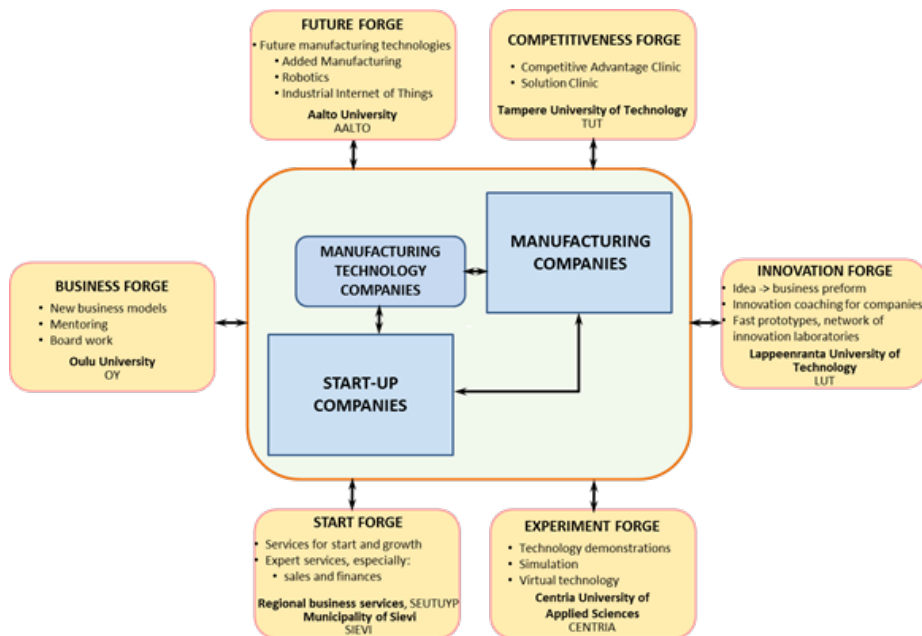 FUTURE FORGE
• Future manufacturing technologies
• Added Manufacturing
• Robotics
• Industrial Internet of Things
Aalto University
AALTO
COMPETITIVENESS FORGE
• Competitive Advantage Clinic
• Solution Clinic
Tampere University of Technology
TUT
BUSINESS FORGE
• New business models
• Mentoring
• Board work
Oulu University
OY
MANUFACTURING
TECHNOLOGY
COMPANIES
MANUFACTURING
COMPANIES
START-UP
COMPANIES
INNOVATION FORGE
• Idea -> business preform
• Innovation coaching for companies
• Fast prototypes, network of
innovation laboratories
Lappeenranta University of
Technology
LUT
START FORGE
• Services for start and growth
• Expert services, especially:
• sales and finances
Regional business services, SEUTUYP
Municipality of Sievi
SIEVI
EXPERIMENT FORGE
• Technology demonstrations
• Simulation
• Virtual technology
Centria University of
Applied Sciences
CENTRIA